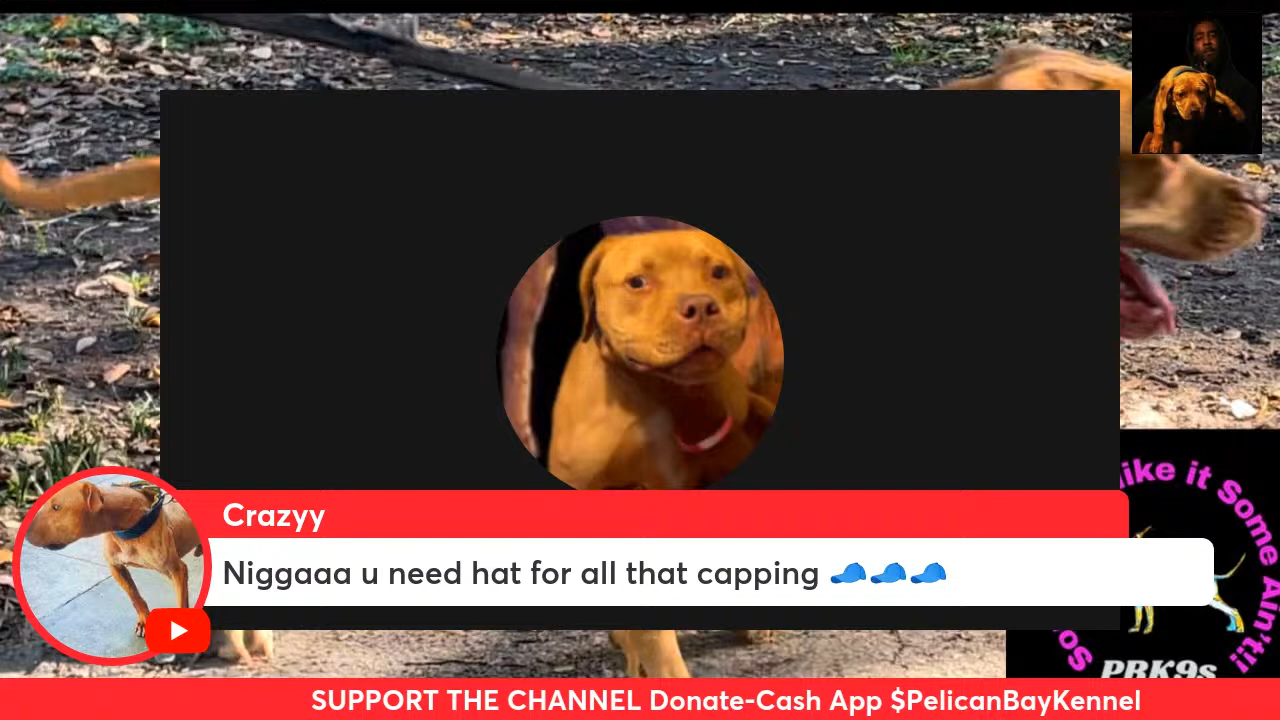 Crazyy
Niggaaa u need hat for all that capping 🧢🧢🧢
like it Some Ain't!!
So
PBK9s
SUPPORT THE CHANNEL Donate-Cash App $PelicanBayKennel